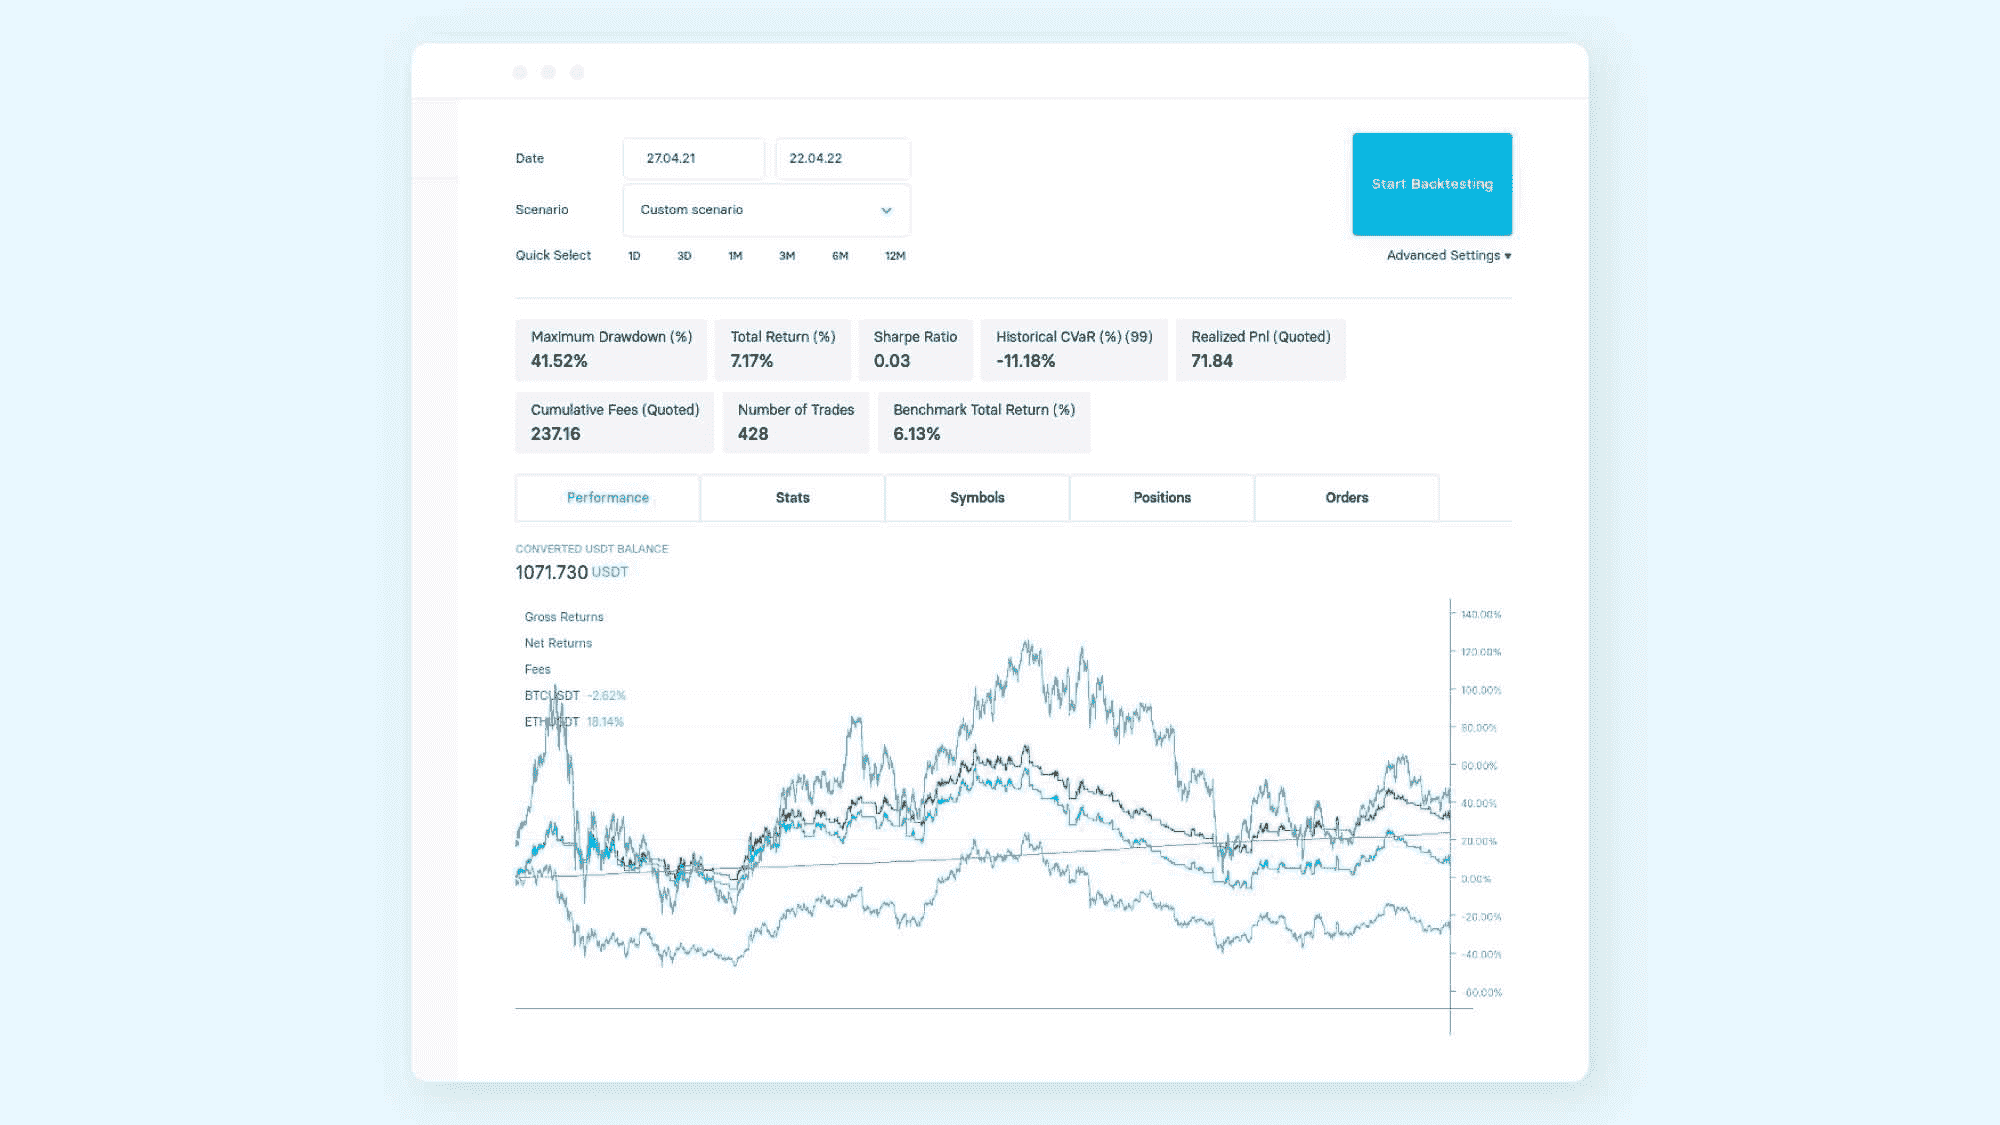 Date 27.04.21 22.04.22
Start Backtesting
Scenario Custom scenario
Quick Select 1D 3D 1M 3M 6M 12M
Advanced Settings ▾
Maximum Drawdown (%) Total Return (%) Sharpe Ratio Historical CVaR (%) (99) Realized Pnl (Quoted)
41.52% 7.17% 0.03 -11.18% 71.84
Cumulative Fees (Quoted) Number of Trades Benchmark Total Return (%)
237.16 428 6.13%
Performance Stats Symbols Positions Orders
CONVERTED USDT BALANCE
1071.730 USDT
Gross Returns
Net Returns
Fees
BTCUSDT -2.62%
ETHUSDT 18.14%
140.00%
120.00%
100.00%
80.00%
60.00%
40.00%
20.00%
0.00%
-20.00%
-40.00%
-60.00%